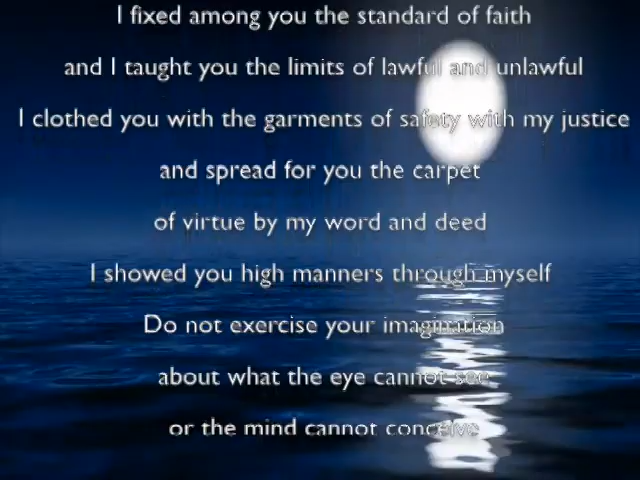 I fixed among you the standard of faith
and I taught you the limits of lawful and unlawful
I clothed you with the garments of safety with my justice
and spread for you the carpet
of virtue by my word and deed
I showed you high manners through myself
Do not exercise your imagination
about what the eye cannot see
or the mind cannot conceive